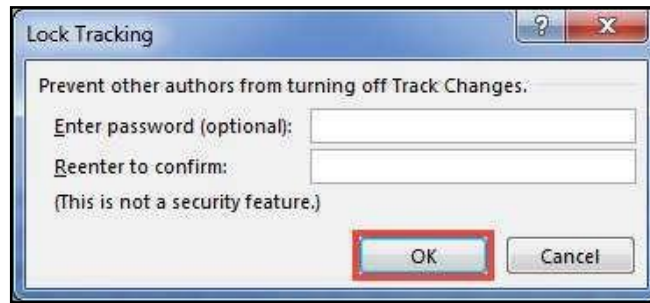 Lock Tracking
?
X
Prevent other authors from turning off Track Changes.
Enter password (optional):
Reenter to confirm:
(This is not a security feature.)
OK Cancel